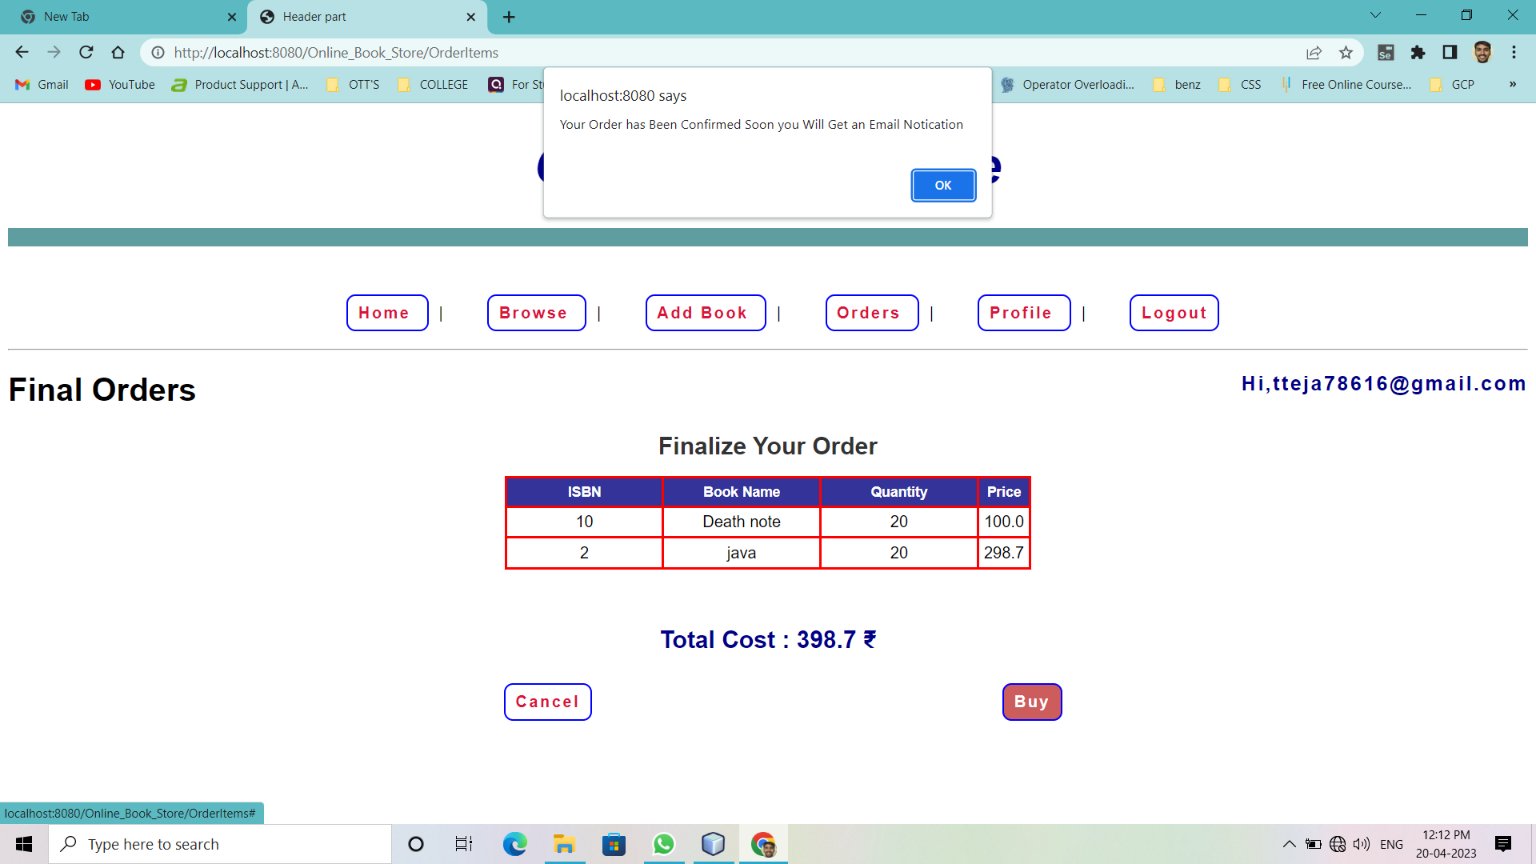 New Tab
Header part
http://localhost:8080/Online_Book_Store/OrderItems
Gmail
YouTube
Product Support | A...
OTT'S
COLLEGE
For St
Operator Overloadi...
benz
CSS
Free Online Course...
GCP
»
localhost:8080 says
Your Order has Been Confirmed Soon you Will Get an Email Notication
OK
e
Home | Browse | Add Book | Orders | Profile | Logout
Final Orders
Hi,tteja78616@gmail.com
Finalize Your Order
ISBN Book Name Quantity Price
10 Death note 20 100.0
2 java 20 298.7
Total Cost : 398.7 ₹
Cancel Buy
localhost:8080/Online_Book_Store/OrderItems#
Type here to search
ENG
12:12 PM
20-04-2023